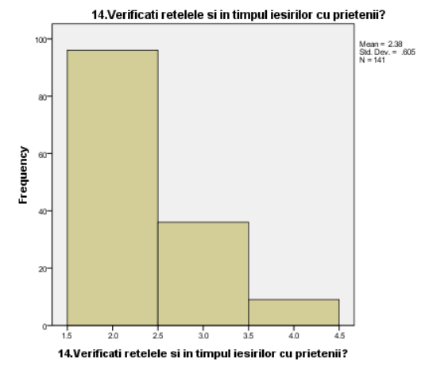 14.Verificati retelele si in timpul iesirilor cu prietenii?
Mean = 2.38
Std. Dev. = .605
N = 141
100
80
60
40
20
0
Frequency
1.5 2.0 2.5 3.0 3.5 4.0 4.5
14.Verificati retelele si in timpul iesirilor cu prietenii?